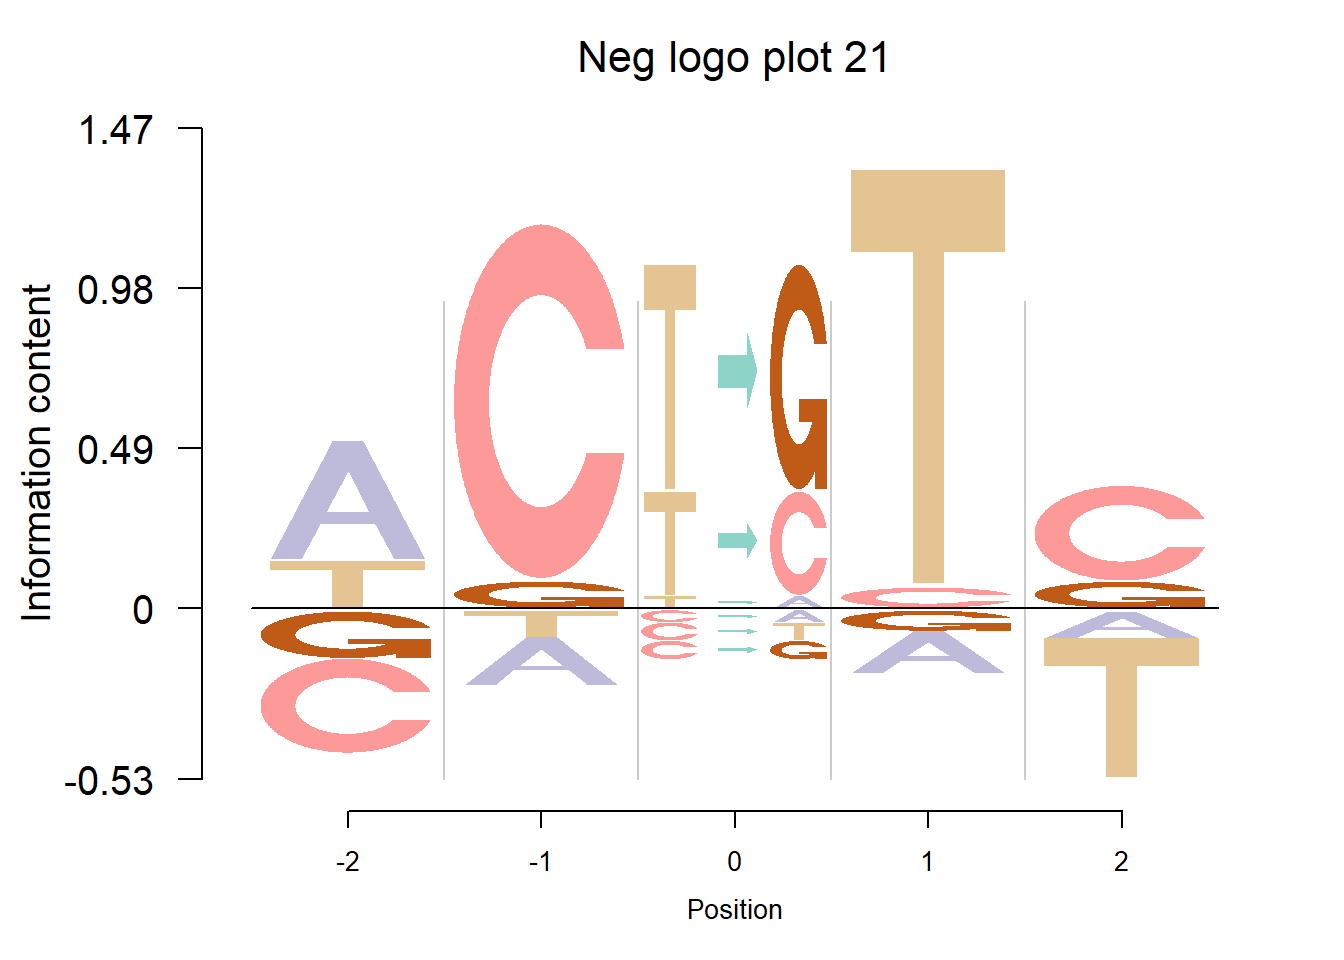 Neg logo plot 21
Information content
1.47
0.98
0.49
0
-0.53
A
T
G
C
C
G
T
A
T→G
T→C
T→A
C→A
C→T
C→G
T
C
G
A
C
G
A
T
-2 -1 0 1 2
Position